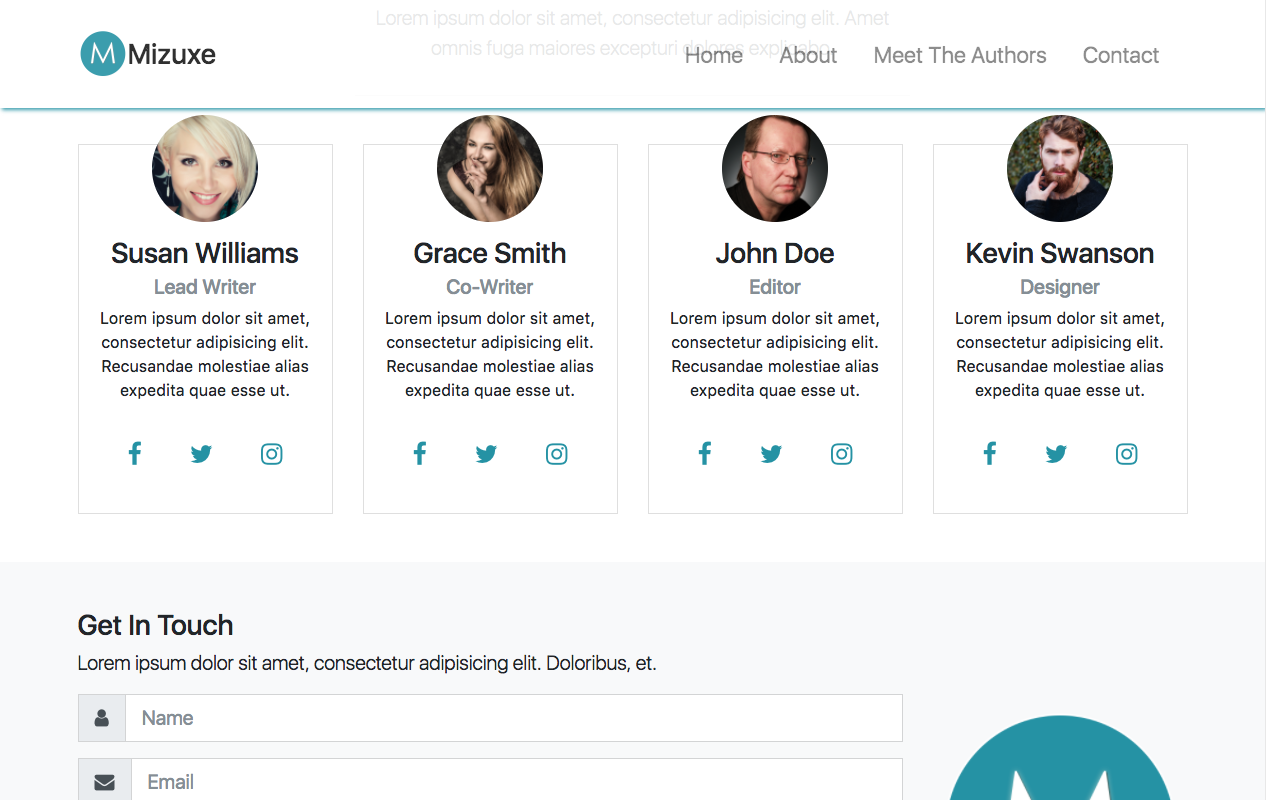 Lorem ipsum dolor sit amet, consectetur adipisicing elit. Amet
omnis fuga maiores excepturi dolores explicabo.
M Mizuxe
Home About Meet The Authors Contact
Susan Williams
Lead Writer
Lorem ipsum dolor sit amet,
consectetur adipisicing elit.
Recusandae molestiae alias
expedita quae esse ut.
Grace Smith
Co-Writer
Lorem ipsum dolor sit amet,
consectetur adipisicing elit.
Recusandae molestiae alias
expedita quae esse ut.
John Doe
Editor
Lorem ipsum dolor sit amet,
consectetur adipisicing elit.
Recusandae molestiae alias
expedita quae esse ut.
Kevin Swanson
Designer
Lorem ipsum dolor sit amet,
consectetur adipisicing elit.
Recusandae molestiae alias
expedita quae esse ut.
Get In Touch
Lorem ipsum dolor sit amet, consectetur adipisicing elit. Doloribus, et.
Name
Email
M